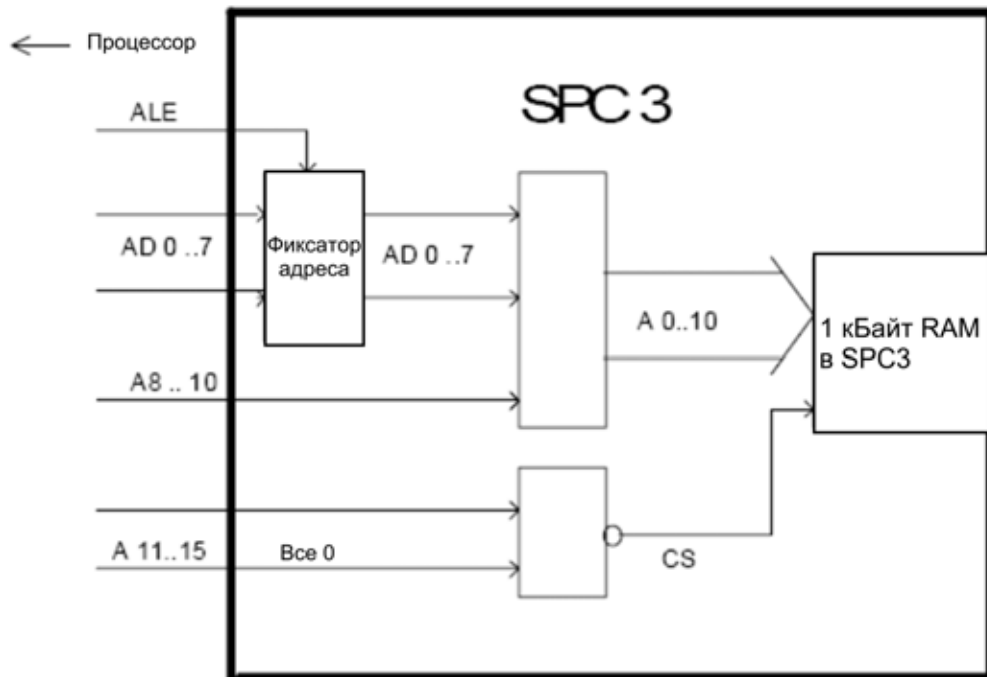 Процессор
SPC 3
ALE
AD 0 ..7
Фиксатор
адреса
AD 0 ..7
A 0..10
1 кБайт RAM
в SPC3
A8 .. 10
A 11..15
Все 0
CS